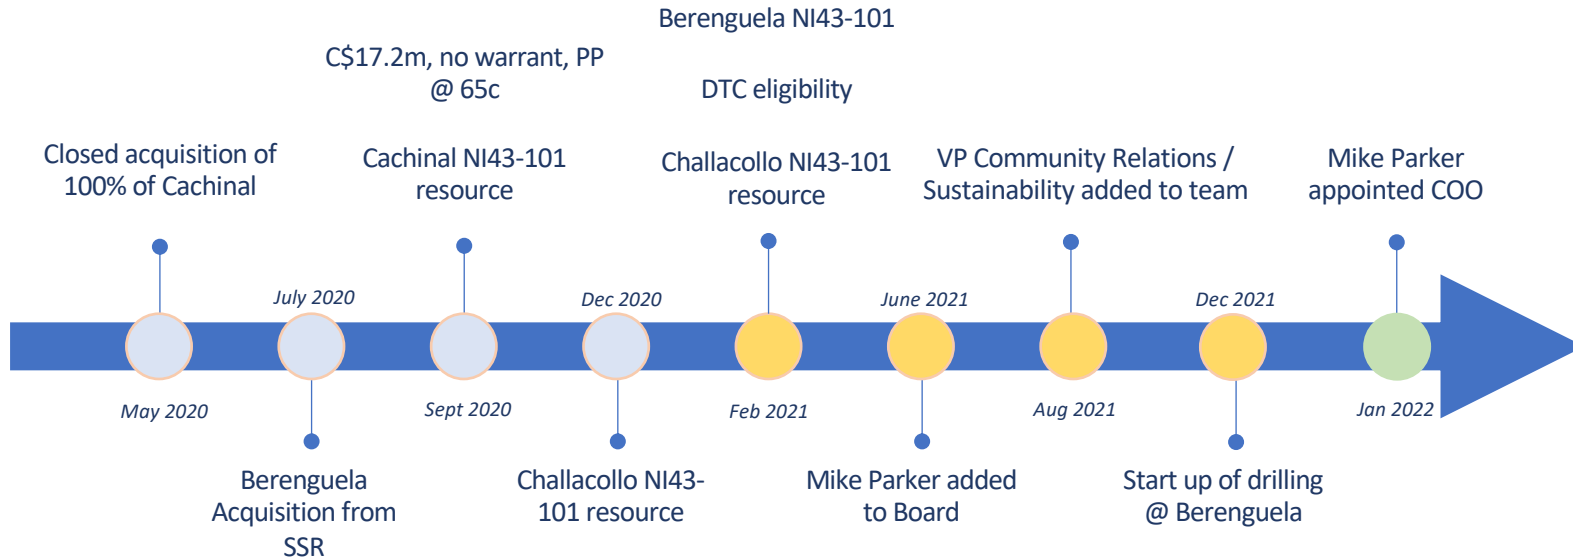 Berenguela NI43-101
C$17.2m, no warrant, PP
@ 65c
DTC eligibility
Closed acquisition of
100% of Cachinal
Cachinal NI43-101
resource
Challacollo NI43-101
resource
VP Community Relations /
Sustainability added to team
Mike Parker
appointed COO
July 2020
Dec 2020
June 2021
Dec 2021
May 2020
Sept 2020
Feb 2021
Aug 2021
Jan 2022
Berenguela
Acquisition from
SSR
Challacollo NI43-
101 resource
Mike Parker added
to Board
Start up of drilling
@ Berenguela